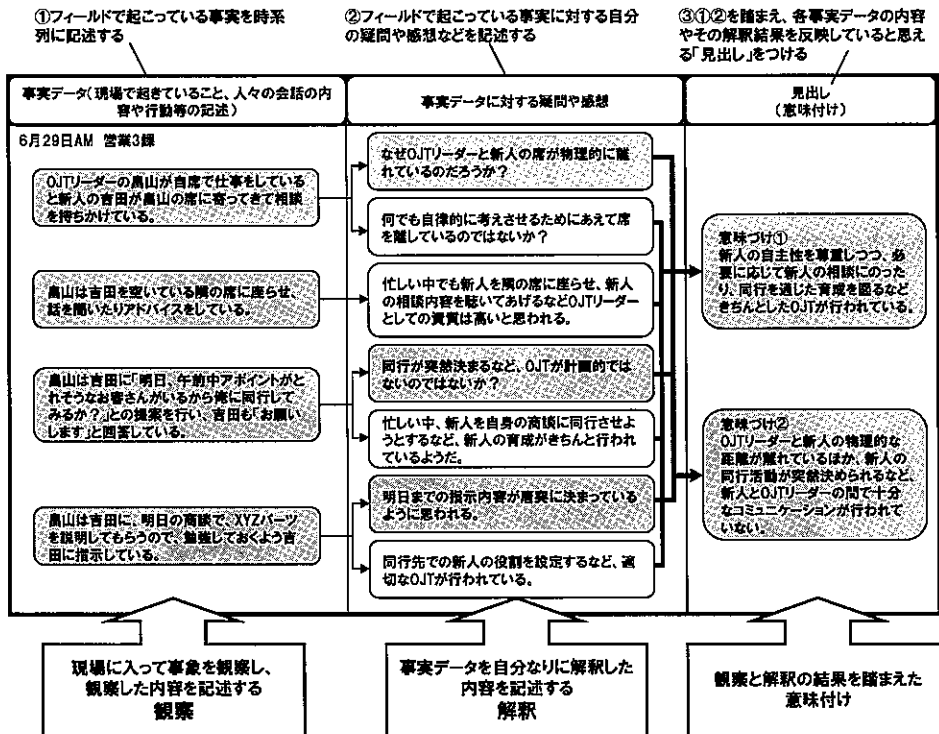 ①フィールドで起こっている事実を時系
列に記述する
②フィールドで起こっている事実に対する自分
の疑問や感想などを記述する
③①②を踏まえ、各事実データの内容
やその解釈結果を反映していると思
える「見出し」をつける
事実データ(現場で起きていること、人々の会話の内
容や行動等の記述)
事実データに対する疑問や感想
見出し
(意味付け)
6月29日AM 営業3課
OJTリーダーの畠山が自席で仕事をしている
と新人の吉田が畠山の席に寄ってきて相談
を持ちかけている。
畠山は吉田を空いている隣の席に座らせ、
話を聞いたりアドバイスをしている。
畠山は吉田に「明日、午前中アポイントがと
れそうなお客さんがいるから俺に同行して
みるか?」との提案を行い、吉田も「お願い
します」と回答している。
畠山は吉田に、明日の商談で、XYZパーツ
を説明してもらうので、勉強しておくよう吉
田に指示している。
なぜOJTリーダーと新人の席が物理的に離
れているのだろうか?
何でも自律的に考えさせるためにあえて席
を離しているのではないか?
忙しい中でも新人を隣の席に座らせ、新人
の相談内容を聴いてあげるなどOJTリーダー
としての資質は高いと思われる。
同行が突然決まるなど、OJTが計画的では
ないのではないか?
忙しい中、新人を自身の商談に同行させよ
うとするなど、新人の育成がきちんと行われ
ているようだ。
明日までの指示内容が唐突に決まっている
ように思われる。
同行先での新人の役割を設定するなど、適
切なOJTが行われている。
意味づけ①
新人の自主性を尊重しつつ、必
要に応じて新人の相談にのった
り、同行を通じた育成を図るなど
きちんとしたOJTが行われている。
意味づけ②
OJTリーダーと新人の物理的な
距離が離れているほか、新人の
同行活動が突然決められるなど、
新人とOJTリーダーの間で十分
なコミュニケーションが行われて
いない。
現場に入って事象を観察し、
観察した内容を記述する
観察
事実データを自分なりに解釈した
内容を記述する
解釈
観察と解釈の結果を踏まえた
意味付け